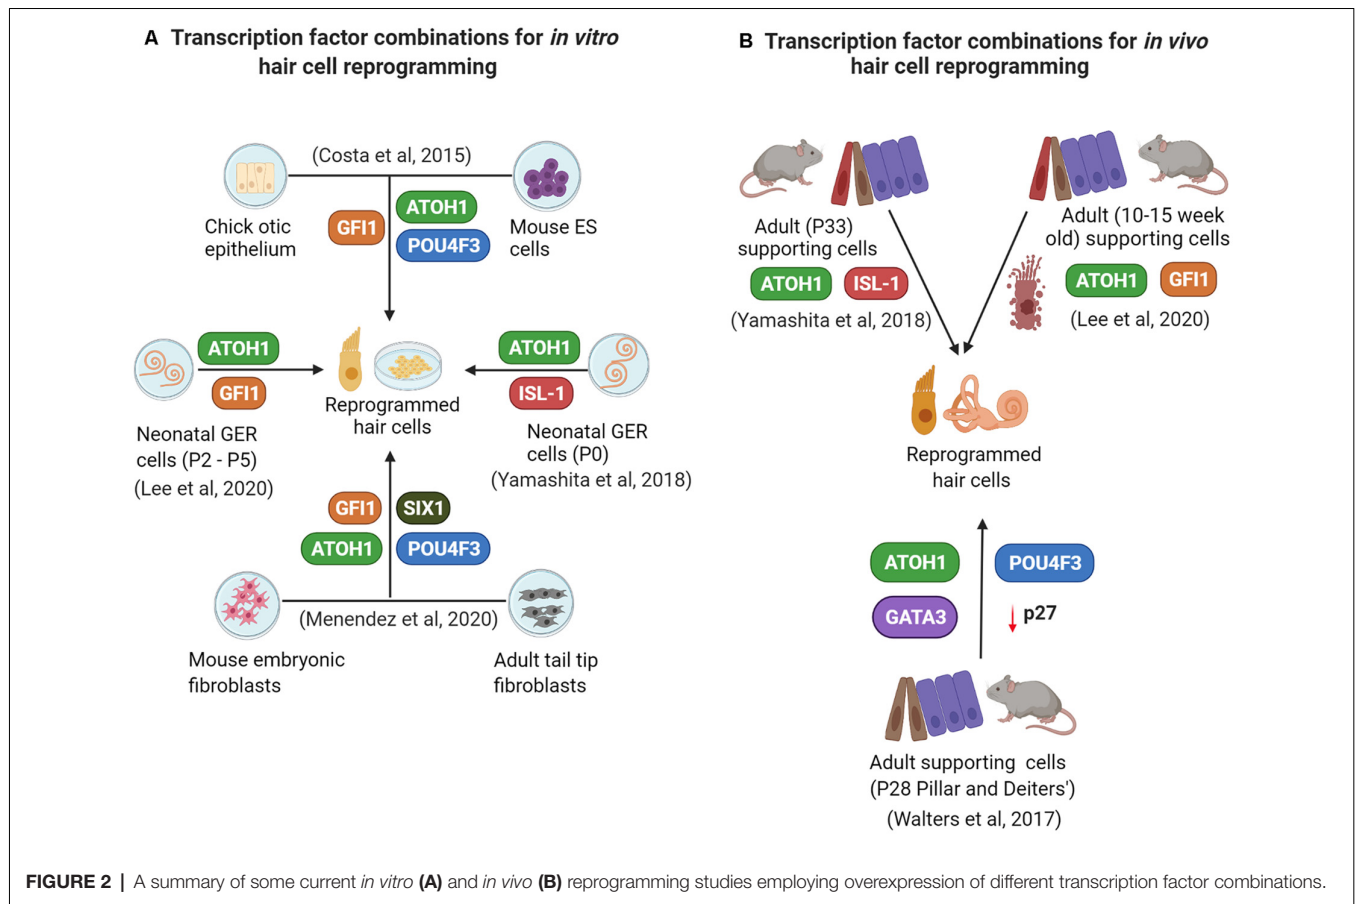 A Transcription factor combinations for in vitro
hair cell reprogramming
(Costa et al, 2015)
Chick otic
epithelium
GFI1
ATOH1
POU4F3
Mouse ES
cells
ATOH1
GFI1
Neonatal GER
cells (P2 - P5)
(Lee et al, 2020)
Reprogrammed
hair cells
ATOH1
ISL-1
Neonatal GER
cells (P0)
(Yamashita et al, 2018)
GFI1
SIX1
ATOH1
POU4F3
(Menendez et al, 2020)
Mouse embryonic
fibroblasts
Adult tail tip
fibroblasts
B Transcription factor combinations for in vivo
hair cell reprogramming
Adult (P33)
supporting cells
ATOH1
ISL-1
(Yamashita et al, 2018)
Adult (10-15 week
old) supporting cells
ATOH1
GFI1
(Lee et al, 2020)
Reprogrammed
hair cells
ATOH1
POU4F3
GATA3
p27
Adult supporting cells
(P28 Pillar and Deiters')
(Walters et al, 2017)
FIGURE 2 | A summary of some current in vitro (A) and in vivo (B) reprogramming studies employing overexpression of different transcription factor combinations.